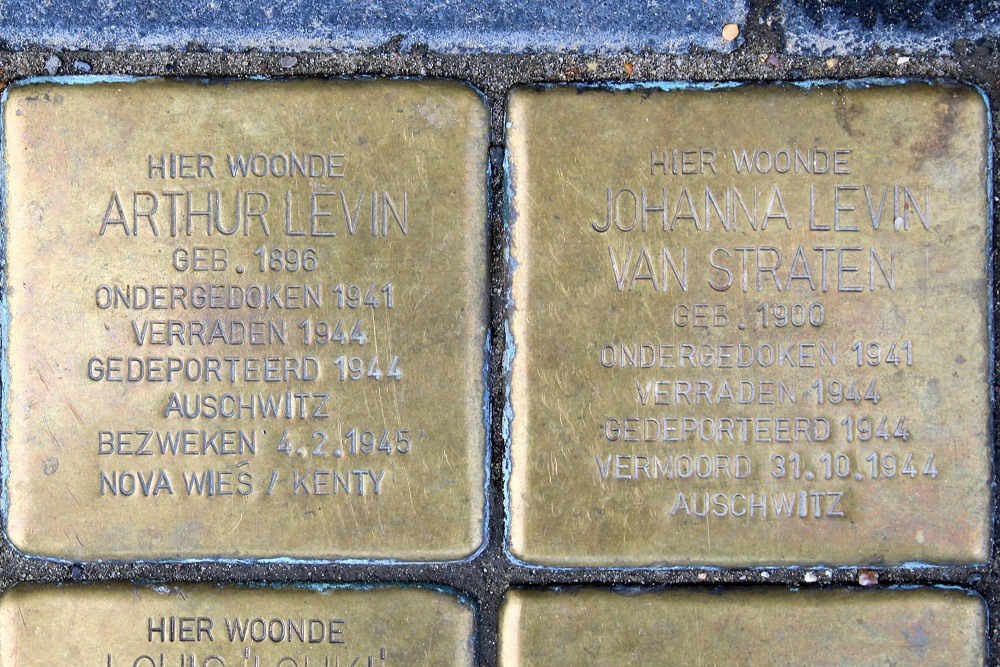 HIER WOONDE
ARTHUR LEVIN
GEB. 1896
ONDERGEDOKEN 1941
VERRADEN 1944
GEDEPORTEERD 1944
AUSCHWITZ
BEZWEKEN 4.2.1945
NOVA WIEŚ / KENTY
HIER WOONDE
JOHANNA LEVIN
VAN STRATEN
GEB. 1900
ONDERGEDOKEN 1941
VERRADEN 1944
GEDEPORTEERD 1944
VERMOORD 31.10.1944
AUSCHWITZ
HIER WOONDE